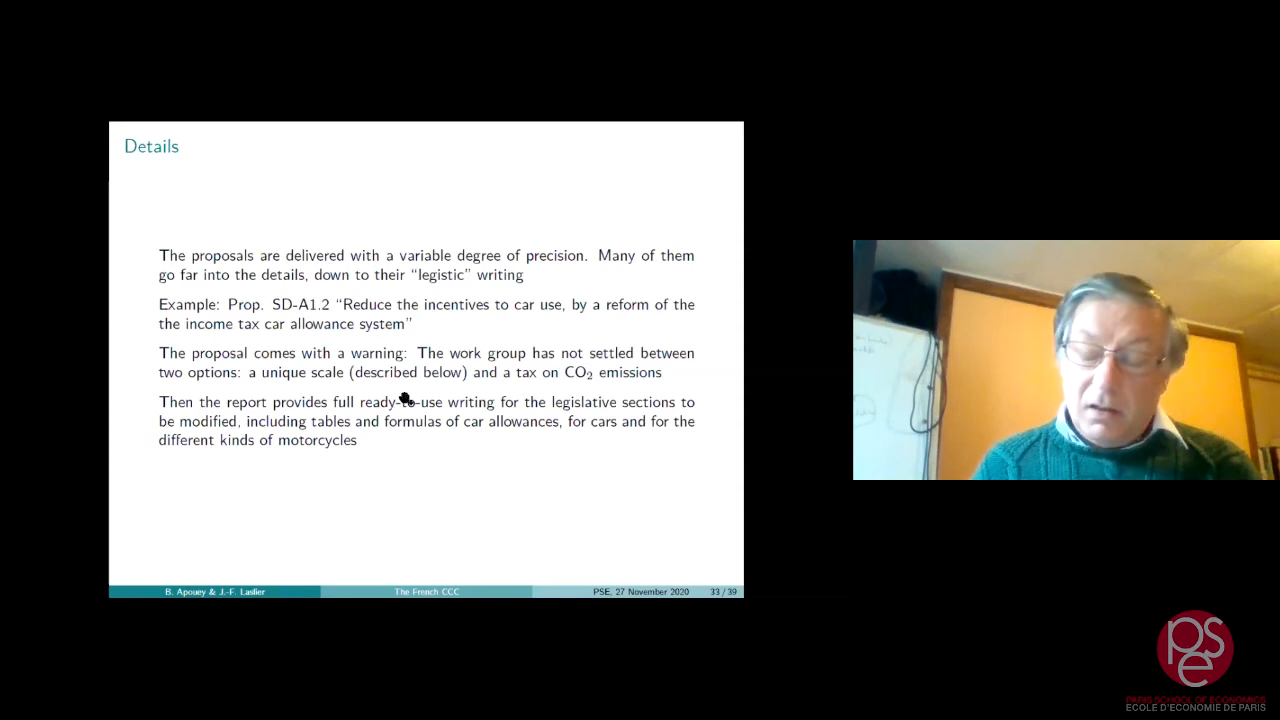 Details
The proposals are delivered with a variable degree of precision. Many of them
go far into the details, down to their “legistic” writing
Example: Prop. SD-A1.2 “Reduce the incentives to car use, by a reform of the
the income tax car allowance system”
The proposal comes with a warning: The work group has not settled between
two options: a unique scale (described below) and a tax on CO₂ emissions
Then the report provides full ready-to-use writing for the legislative sections to
be modified, including tables and formulas of car allowances, for cars and for the
different kinds of motorcycles
B. Apouey & J.-F. Laslier
The French CCC
PSE, 27 November 2020
33 / 39
pse
PARIS SCHOOL OF ECONOMICS
ECOLE D'ECONOMIE DE PARIS